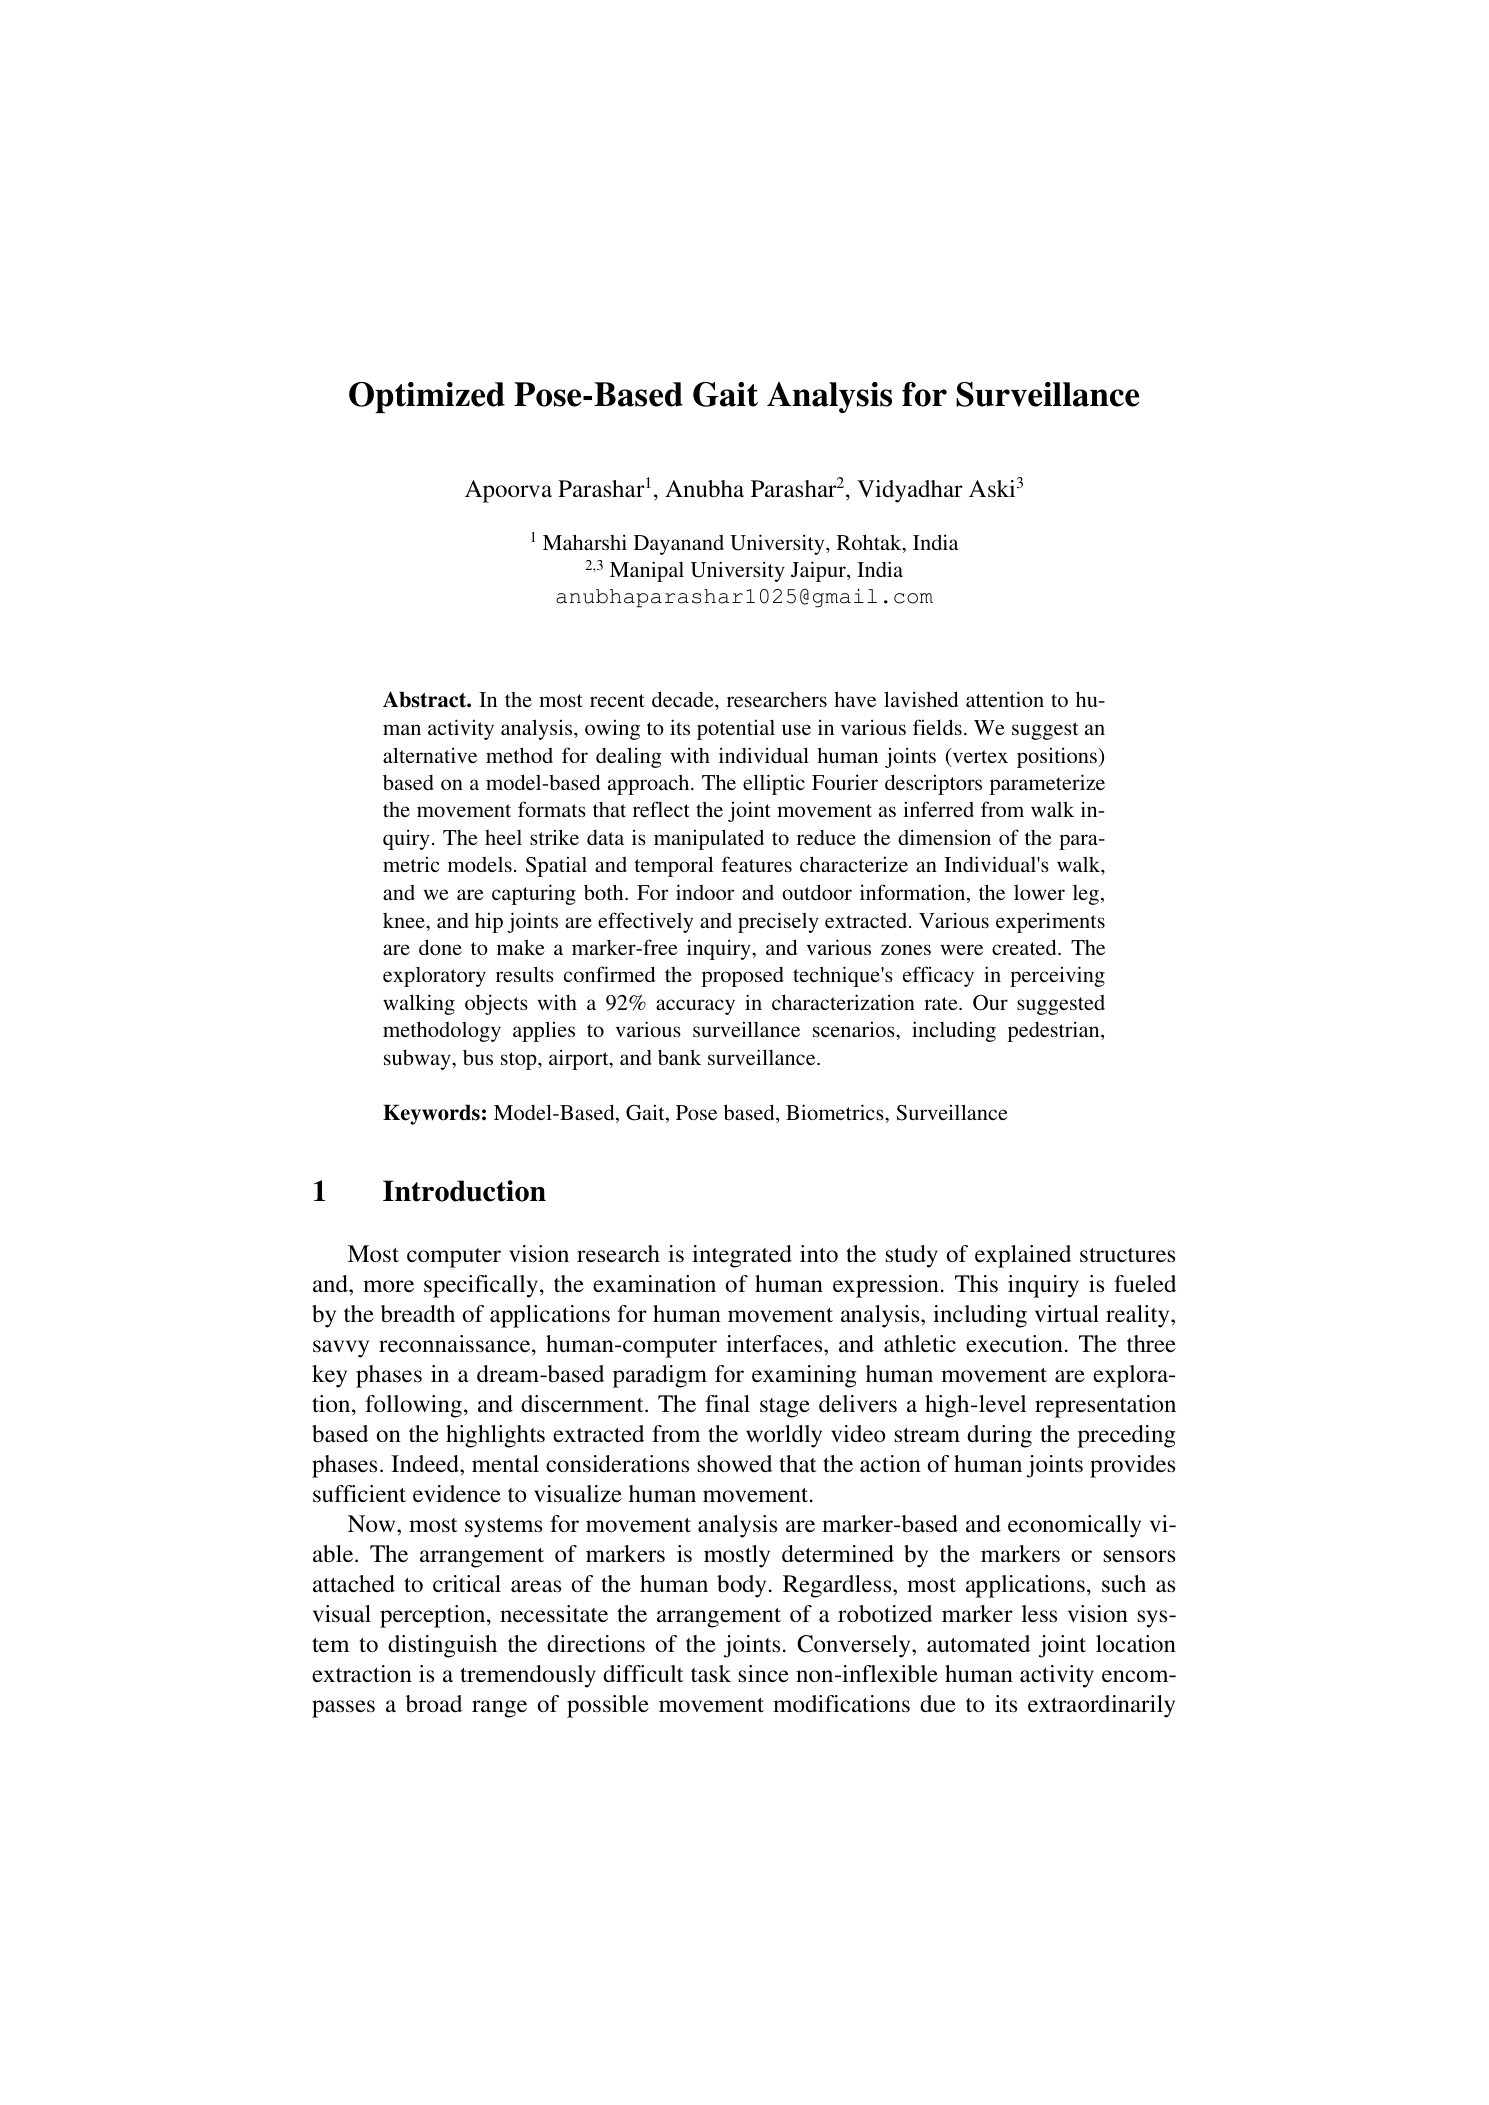 Optimized Pose-Based Gait Analysis for Surveillance
Apoorva Parashar1, Anubha Parashar2, Vidyadhar Aski3
1 Maharshi Dayanand University, Rohtak, India
2,3 Manipal University Jaipur, India
anubhaparashar1025@gmail.com
Abstract. In the most recent decade, researchers have lavished attention to hu-
man activity analysis, owing to its potential use in various fields. We suggest an
alternative method for dealing with individual human joints (vertex positions)
based on a model-based approach. The elliptic Fourier descriptors parameterize
the movement formats that reflect the joint movement as inferred from walk in-
quiry. The heel strike data is manipulated to reduce the dimension of the para-
metric models. Spatial and temporal features characterize an Individual's walk,
and we are capturing both. For indoor and outdoor information, the lower leg,
knee, and hip joints are effectively and precisely extracted. Various experiments
are done to make a marker-free inquiry, and various zones were created. The
exploratory results confirmed the proposed technique's efficacy in perceiving
walking objects with a 92% accuracy in characterization rate. Our suggested
methodology applies to various surveillance scenarios, including pedestrian,
subway, bus stop, airport, and bank surveillance.
Keywords: Model-Based, Gait, Pose based, Biometrics, Surveillance
1 Introduction
Most computer vision research is integrated into the study of explained structures
and, more specifically, the examination of human expression. This inquiry is fueled
by the breadth of applications for human movement analysis, including virtual reality,
savvy reconnaissance, human-computer interfaces, and athletic execution. The three
key phases in a dream-based paradigm for examining human movement are explora-
tion, following, and discernment. The final stage delivers a high-level representation
based on the highlights extracted from the worldly video stream during the preceding
phases. Indeed, mental considerations showed that the action of human joints provides
sufficient evidence to visualize human movement.
Now, most systems for movement analysis are marker-based and economically vi-
able. The arrangement of markers is mostly determined by the markers or sensors
attached to critical areas of the human body. Regardless, most applications, such as
visual perception, necessitate the arrangement of a robotized marker less vision sys-
tem to distinguish the directions of the joints. Conversely, automated joint location
extraction is a tremendously difficult task since non-inflexible human activity encom-
passes a broad range of possible movement modifications due to its extraordinarily